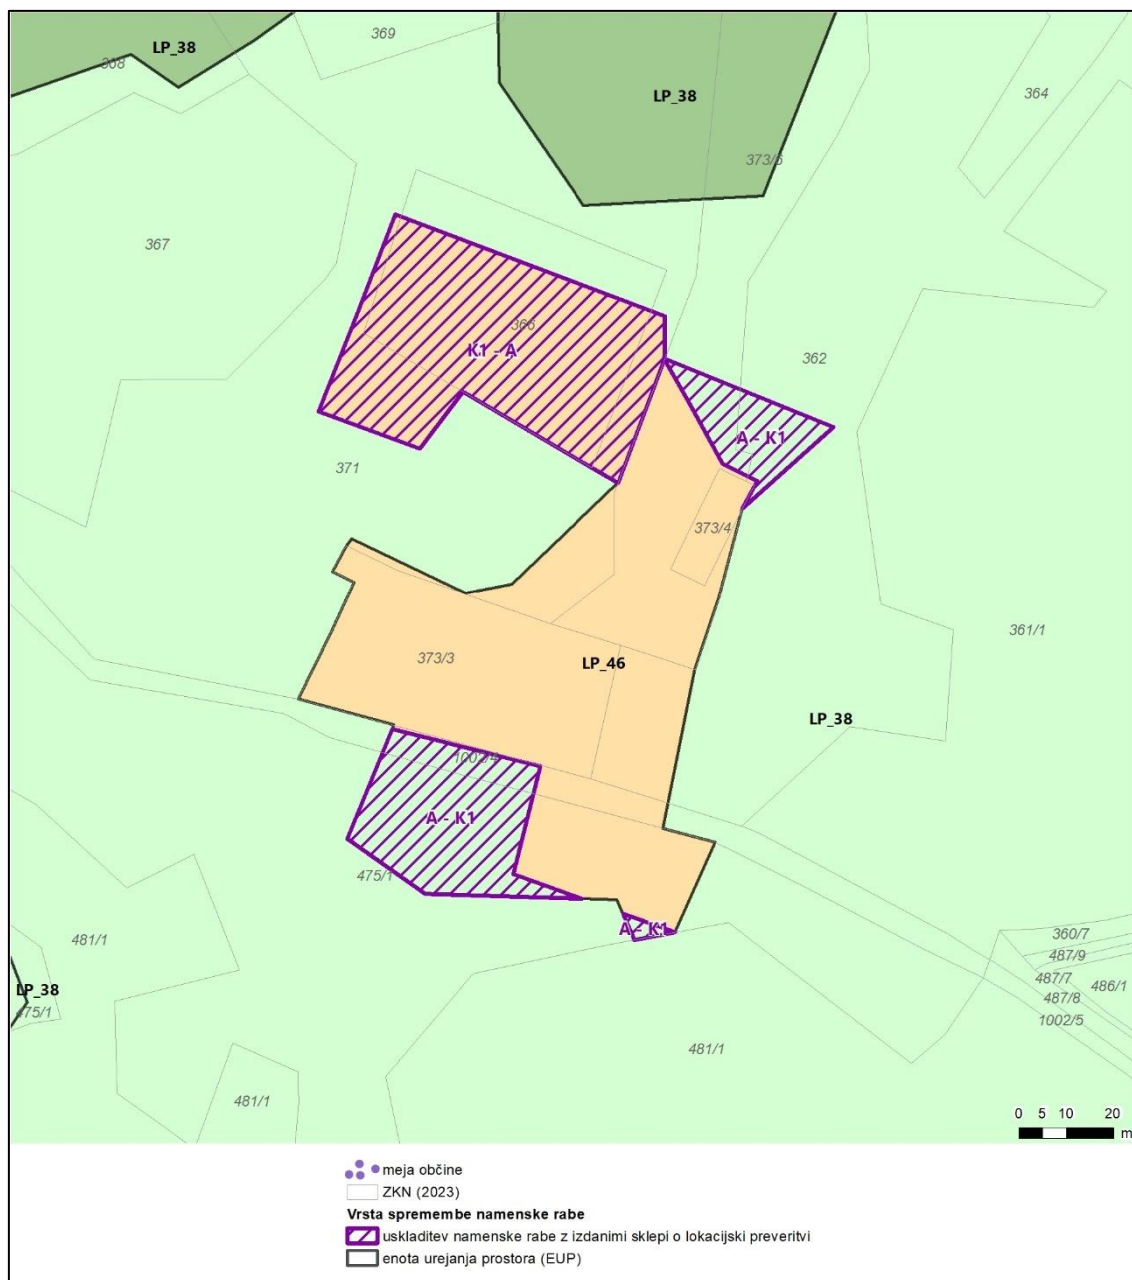 369
LP_38
368
LP_38
364
373/6
367
362
366
K1 - A
A - K1
371
373/4
361/1
373/3
LP_46
LP_38
1002/4
A - K1
475/1
A - K1
481/1
360/7
487/9
487/7
486/1
LP_38
487/8
475/1
1002/5
481/1
481/1
0 5 10 20
m
meja občine
ZKN (2023)
Vrsta spremembe namenske rabe
uskladitev namenske rabe z izdanimi sklepi o lokacijski preveritvi
enota urejanja prostora (EUP)